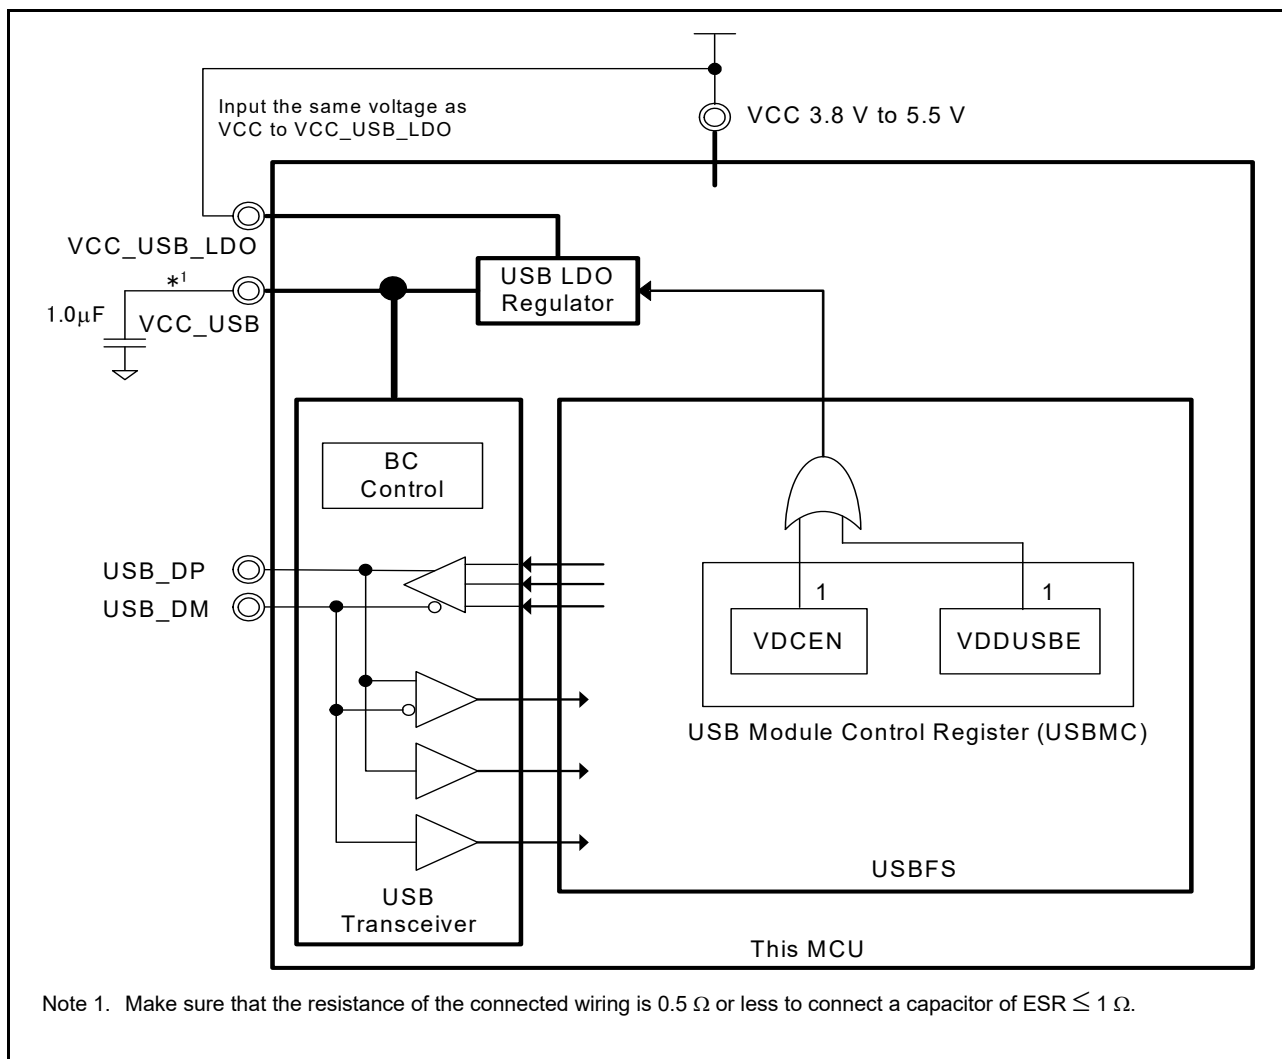 Input the same voltage as
VCC to VCC_USB_LDO
VCC 3.8 V to 5.5 V
VCC_USB_LDO
*1
1.0μF
VCC_USB
USB LDO
Regulator
BC
Control
USB_DP
USB_DM
1
1
VDCEN
VDDUSBE
USB Module Control Register (USBMC)
USBFS
USB
Transceiver
This MCU
Note 1. Make sure that the resistance of the connected wiring is 0.5 Ω or less to connect a capacitor of ESR ≤ 1 Ω.